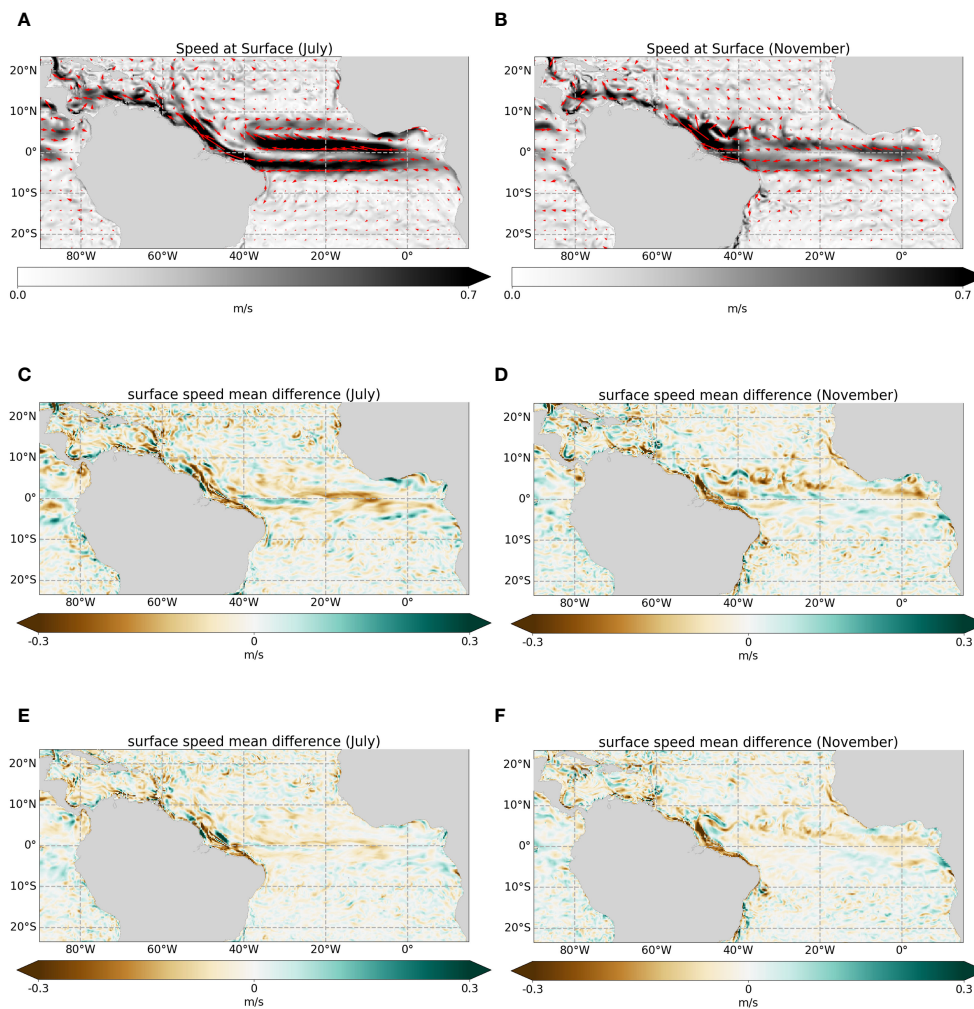 A
B
Speed at Surface (July)
Speed at Surface (November)
20°N
10°N
0°
10°S
20°S
80°W 60°W 40°W 20°W 0°
80°W 60°W 40°W 20°W 0°
0.0 0.7
m/s
0.0 0.7
m/s
C
D
surface speed mean difference (July)
surface speed mean difference (November)
20°N
10°N
0°
10°S
20°S
20°N
10°N
0°
10°S
20°S
80°W 60°W 40°W 20°W 0°
80°W 60°W 40°W 20°W 0°
-0.3 0 0.3
m/s
-0.3 0 0.3
m/s
E
F
surface speed mean difference (July)
surface speed mean difference (November)
20°N
10°N
0°
10°S
20°S
20°N
10°N
0°
10°S
20°S
80°W 60°W 40°W 20°W 0°
80°W 60°W 40°W 20°W 0°
-0.3 0 0.3
m/s
-0.3 0 0.3
m/s